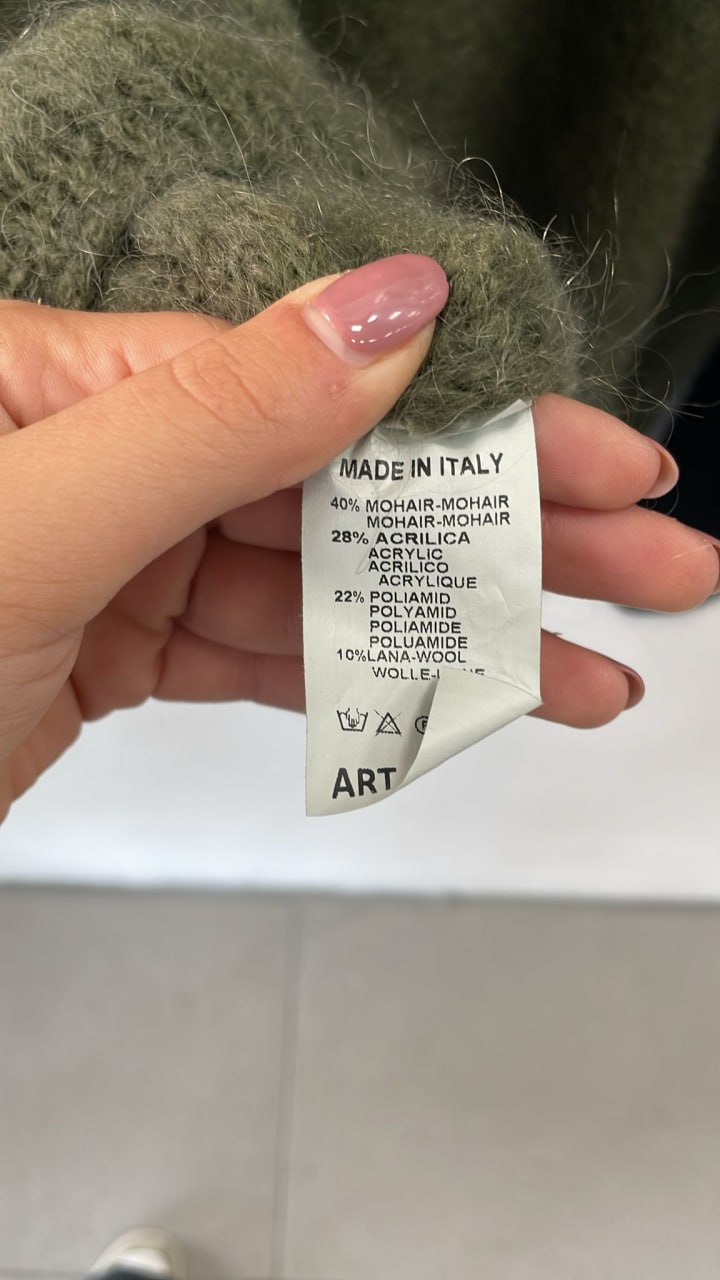 MADE IN ITALY
40% MOHAIR-MOHAIR
MOHAIR-MOHAIR
28% ACRILICA
ACRYLIC
ACRILICO
ACRYLIQUE
22% POLIAMID
POLYAMID
POLIAMIDE
POLUAMIDE
10%LANA-WOOL
WOLLE-
ART